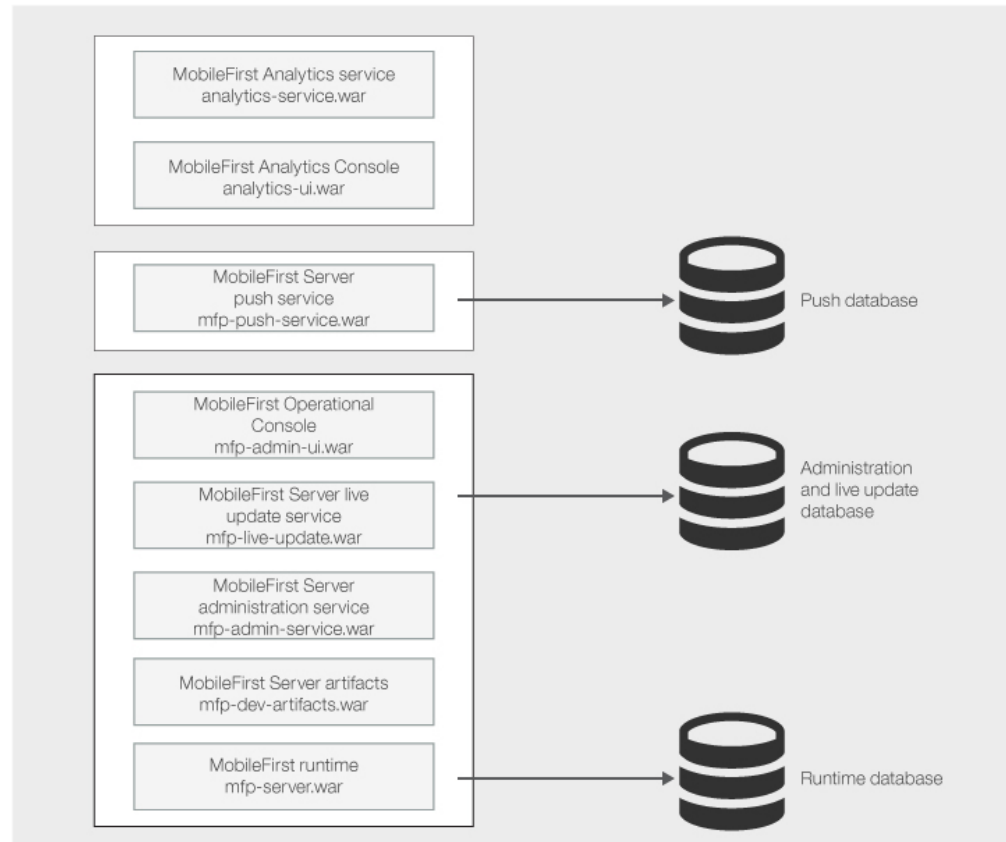 MobileFirst Analytics service
analytics-service.war
MobileFirst Analytics Console
analytics-ui.war
MobileFirst Server
push service
mfp-push-service.war
Push database
MobileFirst Operational
Console
mfp-admin-ui.war
MobileFirst Server live
update service
mfp-live-update.war
Administration
and live update
database
MobileFirst Server
administration service
mfp-admin-service.war
MobileFirst Server artifacts
mfp-dev-artifacts.war
MobileFirst runtime
mfp-server.war
Runtime database